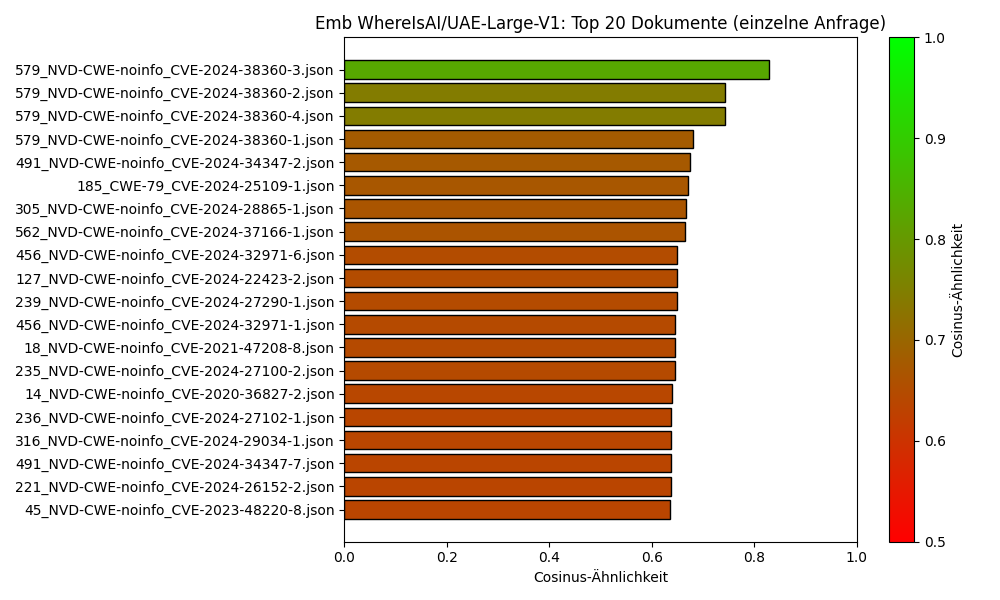 Emb WhereIsAI/UAE-Large-V1: Top 20 Dokumente (einzelne Anfrage)
579_NVD-CWE-noinfo_CVE-2024-38360-3.json
579_NVD-CWE-noinfo_CVE-2024-38360-2.json
579_NVD-CWE-noinfo_CVE-2024-38360-4.json
579_NVD-CWE-noinfo_CVE-2024-38360-1.json
491_NVD-CWE-noinfo_CVE-2024-34347-2.json
185_CWE-79_CVE-2024-25109-1.json
305_NVD-CWE-noinfo_CVE-2024-28865-1.json
562_NVD-CWE-noinfo_CVE-2024-37166-1.json
456_NVD-CWE-noinfo_CVE-2024-32971-6.json
127_NVD-CWE-noinfo_CVE-2024-22423-2.json
239_NVD-CWE-noinfo_CVE-2024-27290-1.json
456_NVD-CWE-noinfo_CVE-2024-32971-1.json
18_NVD-CWE-noinfo_CVE-2021-47208-8.json
235_NVD-CWE-noinfo_CVE-2024-27100-2.json
14_NVD-CWE-noinfo_CVE-2020-36827-2.json
236_NVD-CWE-noinfo_CVE-2024-27102-1.json
316_NVD-CWE-noinfo_CVE-2024-29034-1.json
491_NVD-CWE-noinfo_CVE-2024-34347-7.json
221_NVD-CWE-noinfo_CVE-2024-26152-2.json
45_NVD-CWE-noinfo_CVE-2023-48220-8.json
0.0 0.2 0.4 0.6 0.8 1.0
Cosinus-Ähnlichkeit
1.0
0.9
0.8
0.7
0.6
0.5
Cosinus-Ähnlichkeit